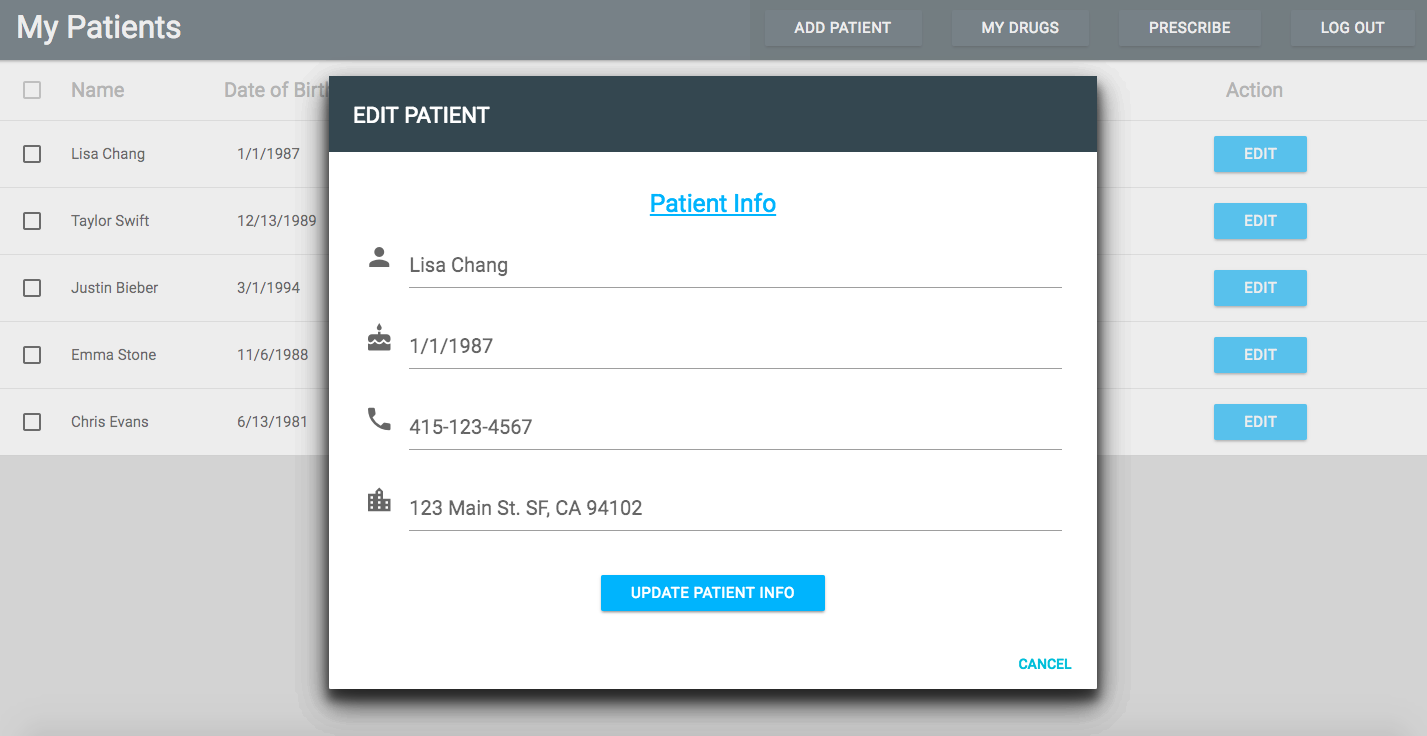 My Patients ADD PATIENT MY DRUGS PRESCRIBE LOG OUT
Name Date of Birth Action
Lisa Chang 1/1/1987 EDIT
Taylor Swift 12/13/1989 EDIT
Justin Bieber 3/1/1994 EDIT
Emma Stone 11/6/1988 EDIT
Chris Evans 6/13/1981 EDIT
EDIT PATIENT
Patient Info
Lisa Chang
1/1/1987
415-123-4567
123 Main St. SF, CA 94102
UPDATE PATIENT INFO
CANCEL